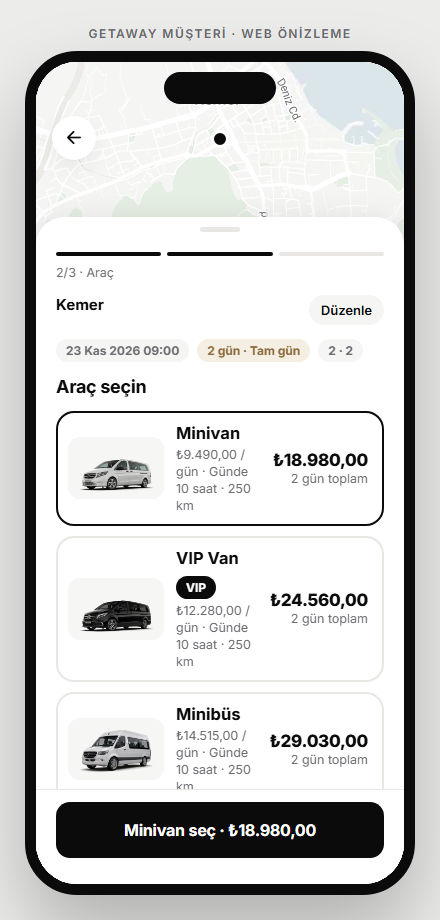 GETAWAY MÜŞTERİ · WEB ÖNİZLEME
Deniz Cd.
2/3 · Araç
Kemer
Düzenle
23 Kas 2026 09:00
2 gün · Tam gün
2 · 2
Araç seçin
Minivan
₺9.490,00 /
gün · Günde
10 saat · 250
km
₺18.980,00
2 gün toplam
VIP Van
VIP
₺12.280,00 /
gün · Günde
10 saat · 250
km
₺24.560,00
2 gün toplam
Minibüs
₺14.515,00 /
gün · Günde
10 saat · 250
km
₺29.030,00
2 gün toplam
Minivan seç · ₺18.980,00